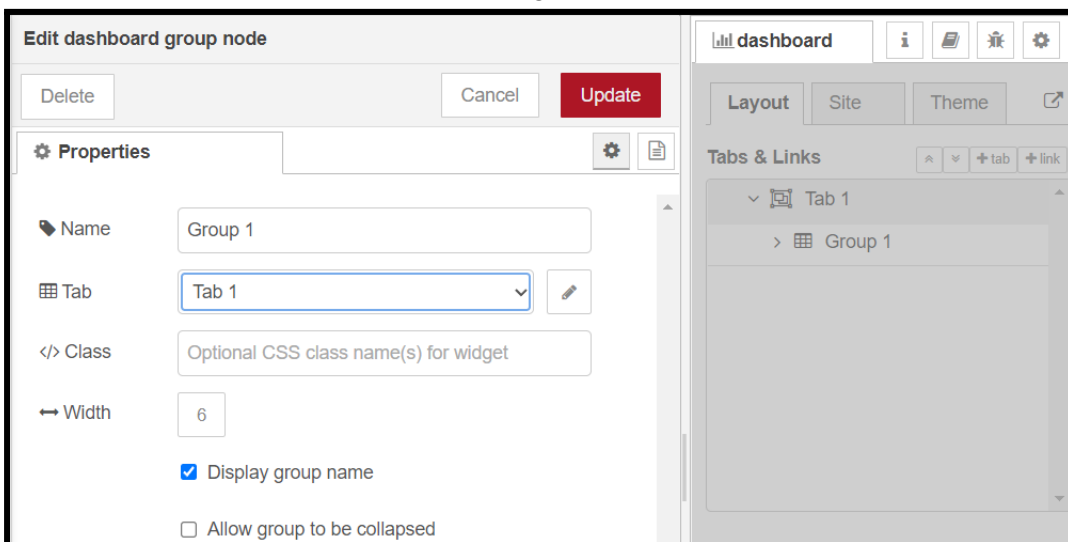 Edit dashboard group node
Delete
Cancel
Update
Properties
Name
Group 1
Tab
Tab 1
</> Class
Optional CSS class name(s) for widget
Width
6
Display group name
Allow group to be collapsed
dashboard
i
Layout
Site
Theme
Tabs & Links
+tab
+link
Tab 1
Group 1